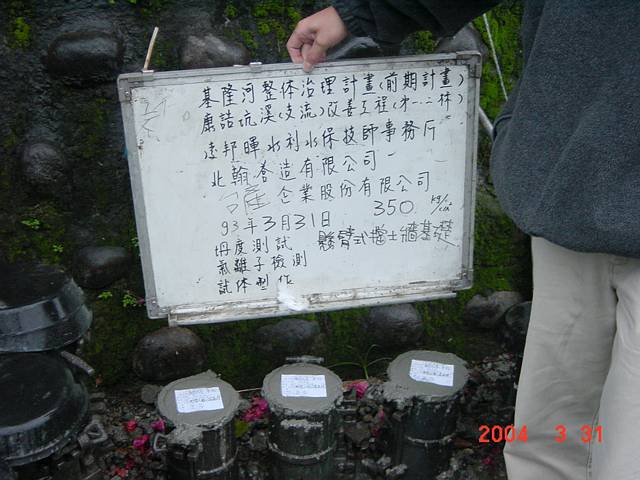 基隆河整体治理計畫(前期計畫)
康誥坑溪(支流)改善工程(才一.二林)
遠邦暉水利水保技師事務所
北翰營造有限公司
企業股份有限公司
93年3月31日 350 kg/cm²
坍度測試 懸臂式擋土牆基礎
氯離子檢測
試体製作
2004 3 31